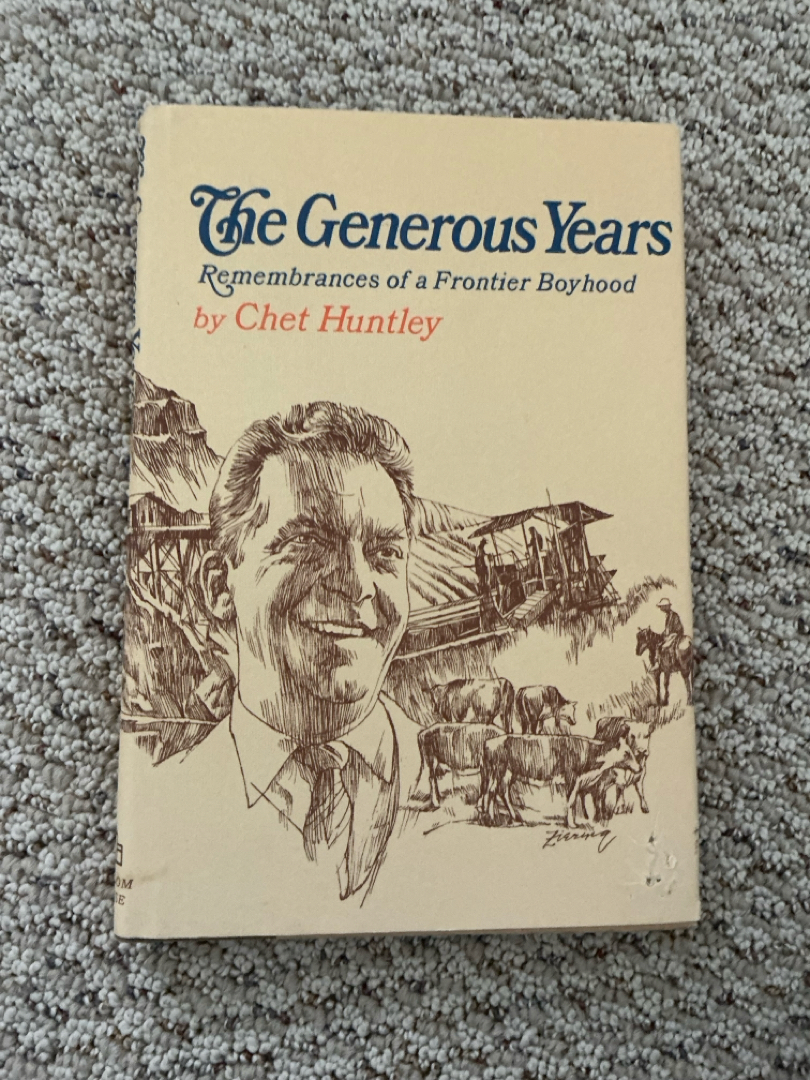 The Generous Years
Remembrances of a Frontier Boyhood
by Chet Huntley